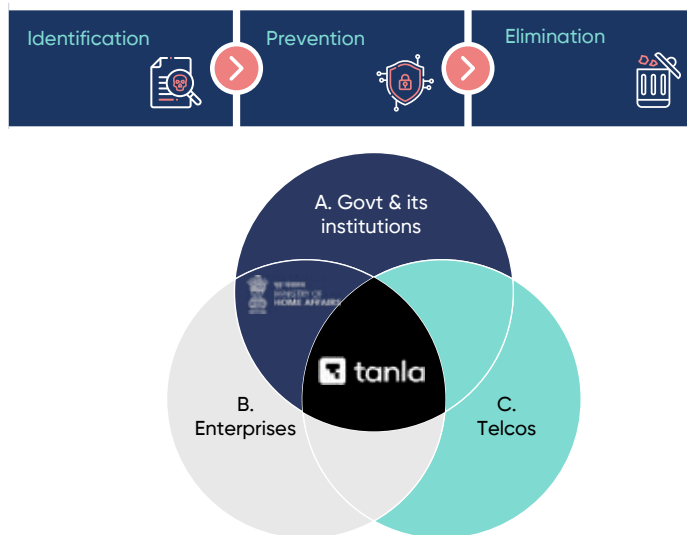 Identification
Prevention
Elimination
A. Govt & its
institutions
MINISTRY OF
HOME AFFAIRS
tanla
B.
Enterprises
C.
Telcos